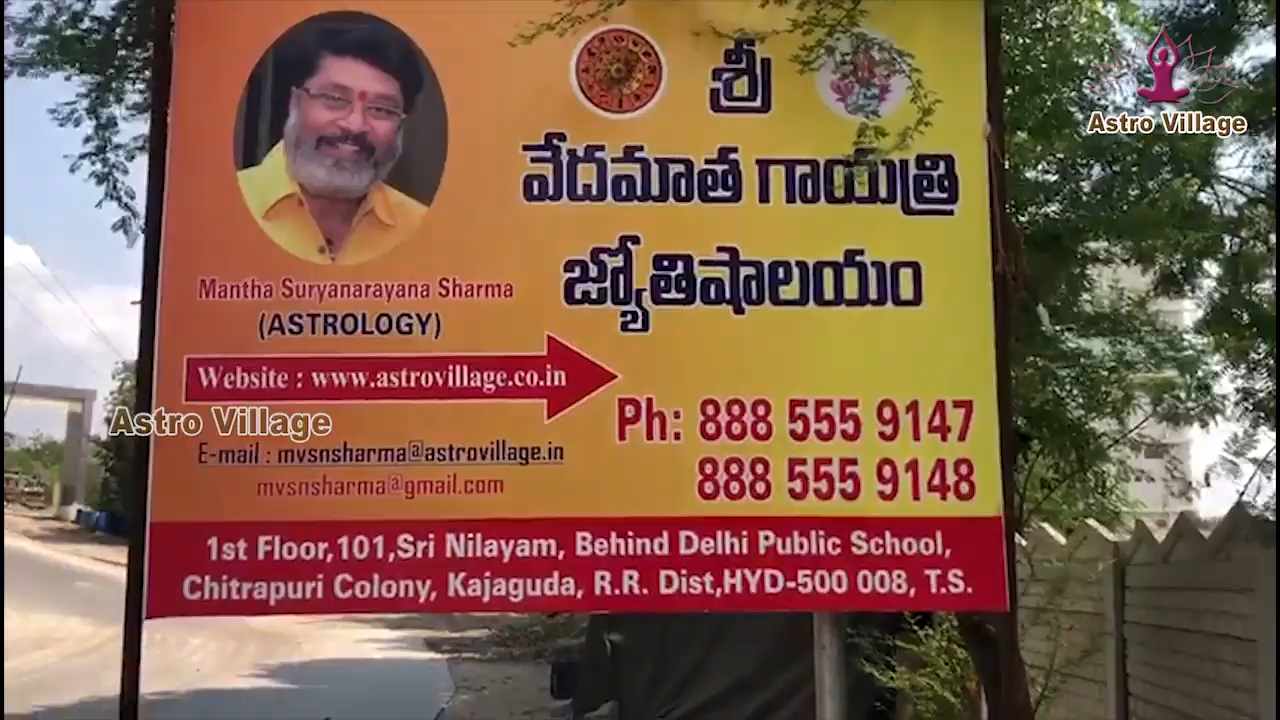 Astro Village
శ్రీ
వేదమాత గాయత్రి
జ్యోతిషాలయం
Mantha Suryanarayana Sharma
(ASTROLOGY)
Website : www.astrovillage.co.in
Astro Village
E-mail : mvsnsharma@astrovillage.in
mvsnsharma@gmail.com
Ph: 888 555 9147
888 555 9148
1st Floor,101,Sri Nilayam, Behind Delhi Public School,
Chitrapuri Colony, Kajaguda, R.R. Dist,HYD-500 008, T.S.